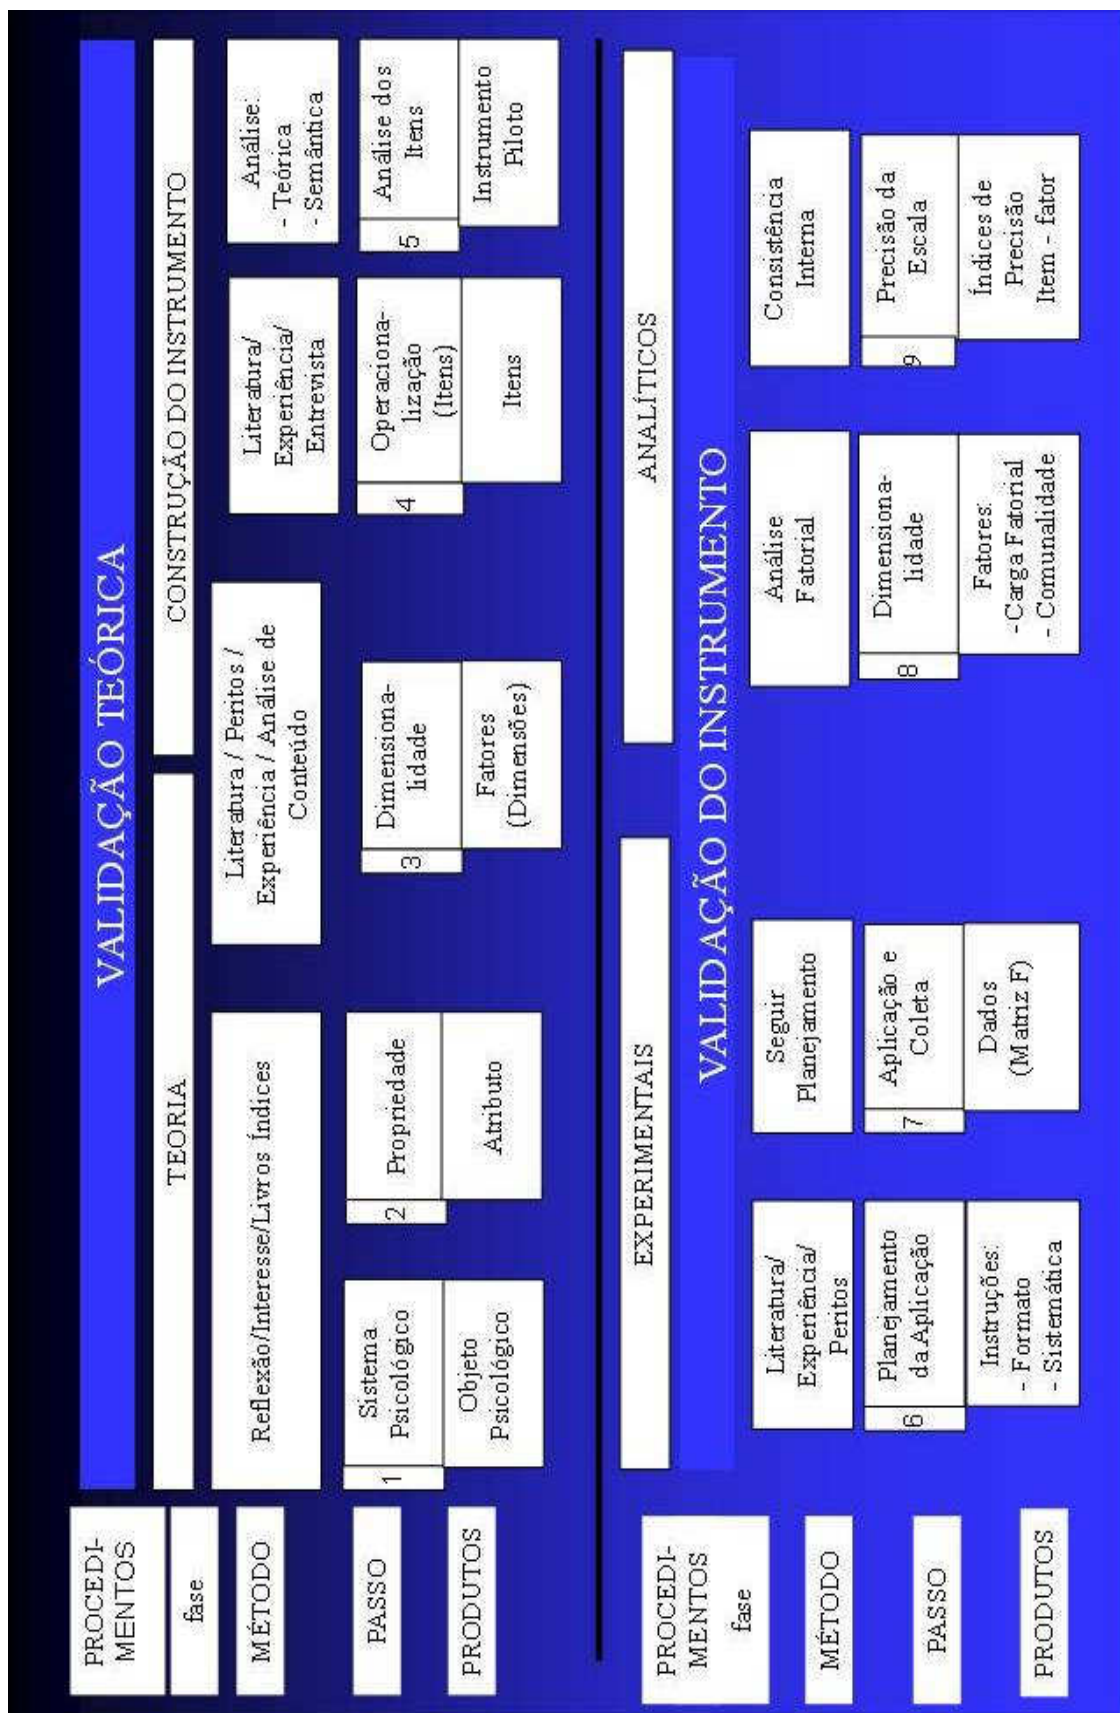 PROCEDI-
MENTOS
VALIDAÇÃO TEÓRICA
fase
TEORIA
CONSTRUÇÃO DO INSTRUMENTO
MÉTODO
Reflexão/Interesse/Livros Índices
Literatura / Peritos /
Experiência / Análise de
Conteúdo
Literatura/
Experiência/
Entrevista
Análise:
- Teórica
- Semântica
PASSO
1
Sistema
Psicológico
2
Propriedade
3
Dimensiona-
lidade
4
Operaciona-
lização
(Itens)
5
Análise dos
Itens
PRODUTOS
Objeto
Psicológico
Atributo
Fatores
(Dimensões)
Itens
Instrumento
Piloto
PROCEDI-
MENTOS
fase
EXPERIMENTAIS
ANALÍTICOS
VALIDAÇÃO DO INSTRUMENTO
MÉTODO
Literatura/
Experiência/
Peritos
Seguir
Planejamento
Análise
Fatorial
Consistência
Interna
PASSO
6
Planejamento
da Aplicação
7
Aplicação e
Coleta
8
Dimensiona-
lidade
9
Precisão da
Escala
PRODUTOS
Instruções:
- Formato
- Sistemática
Dados
(Matriz F)
Fatores:
-Carga Fatorial
- Comunalidade
Índices de
Precisão
Item - fator